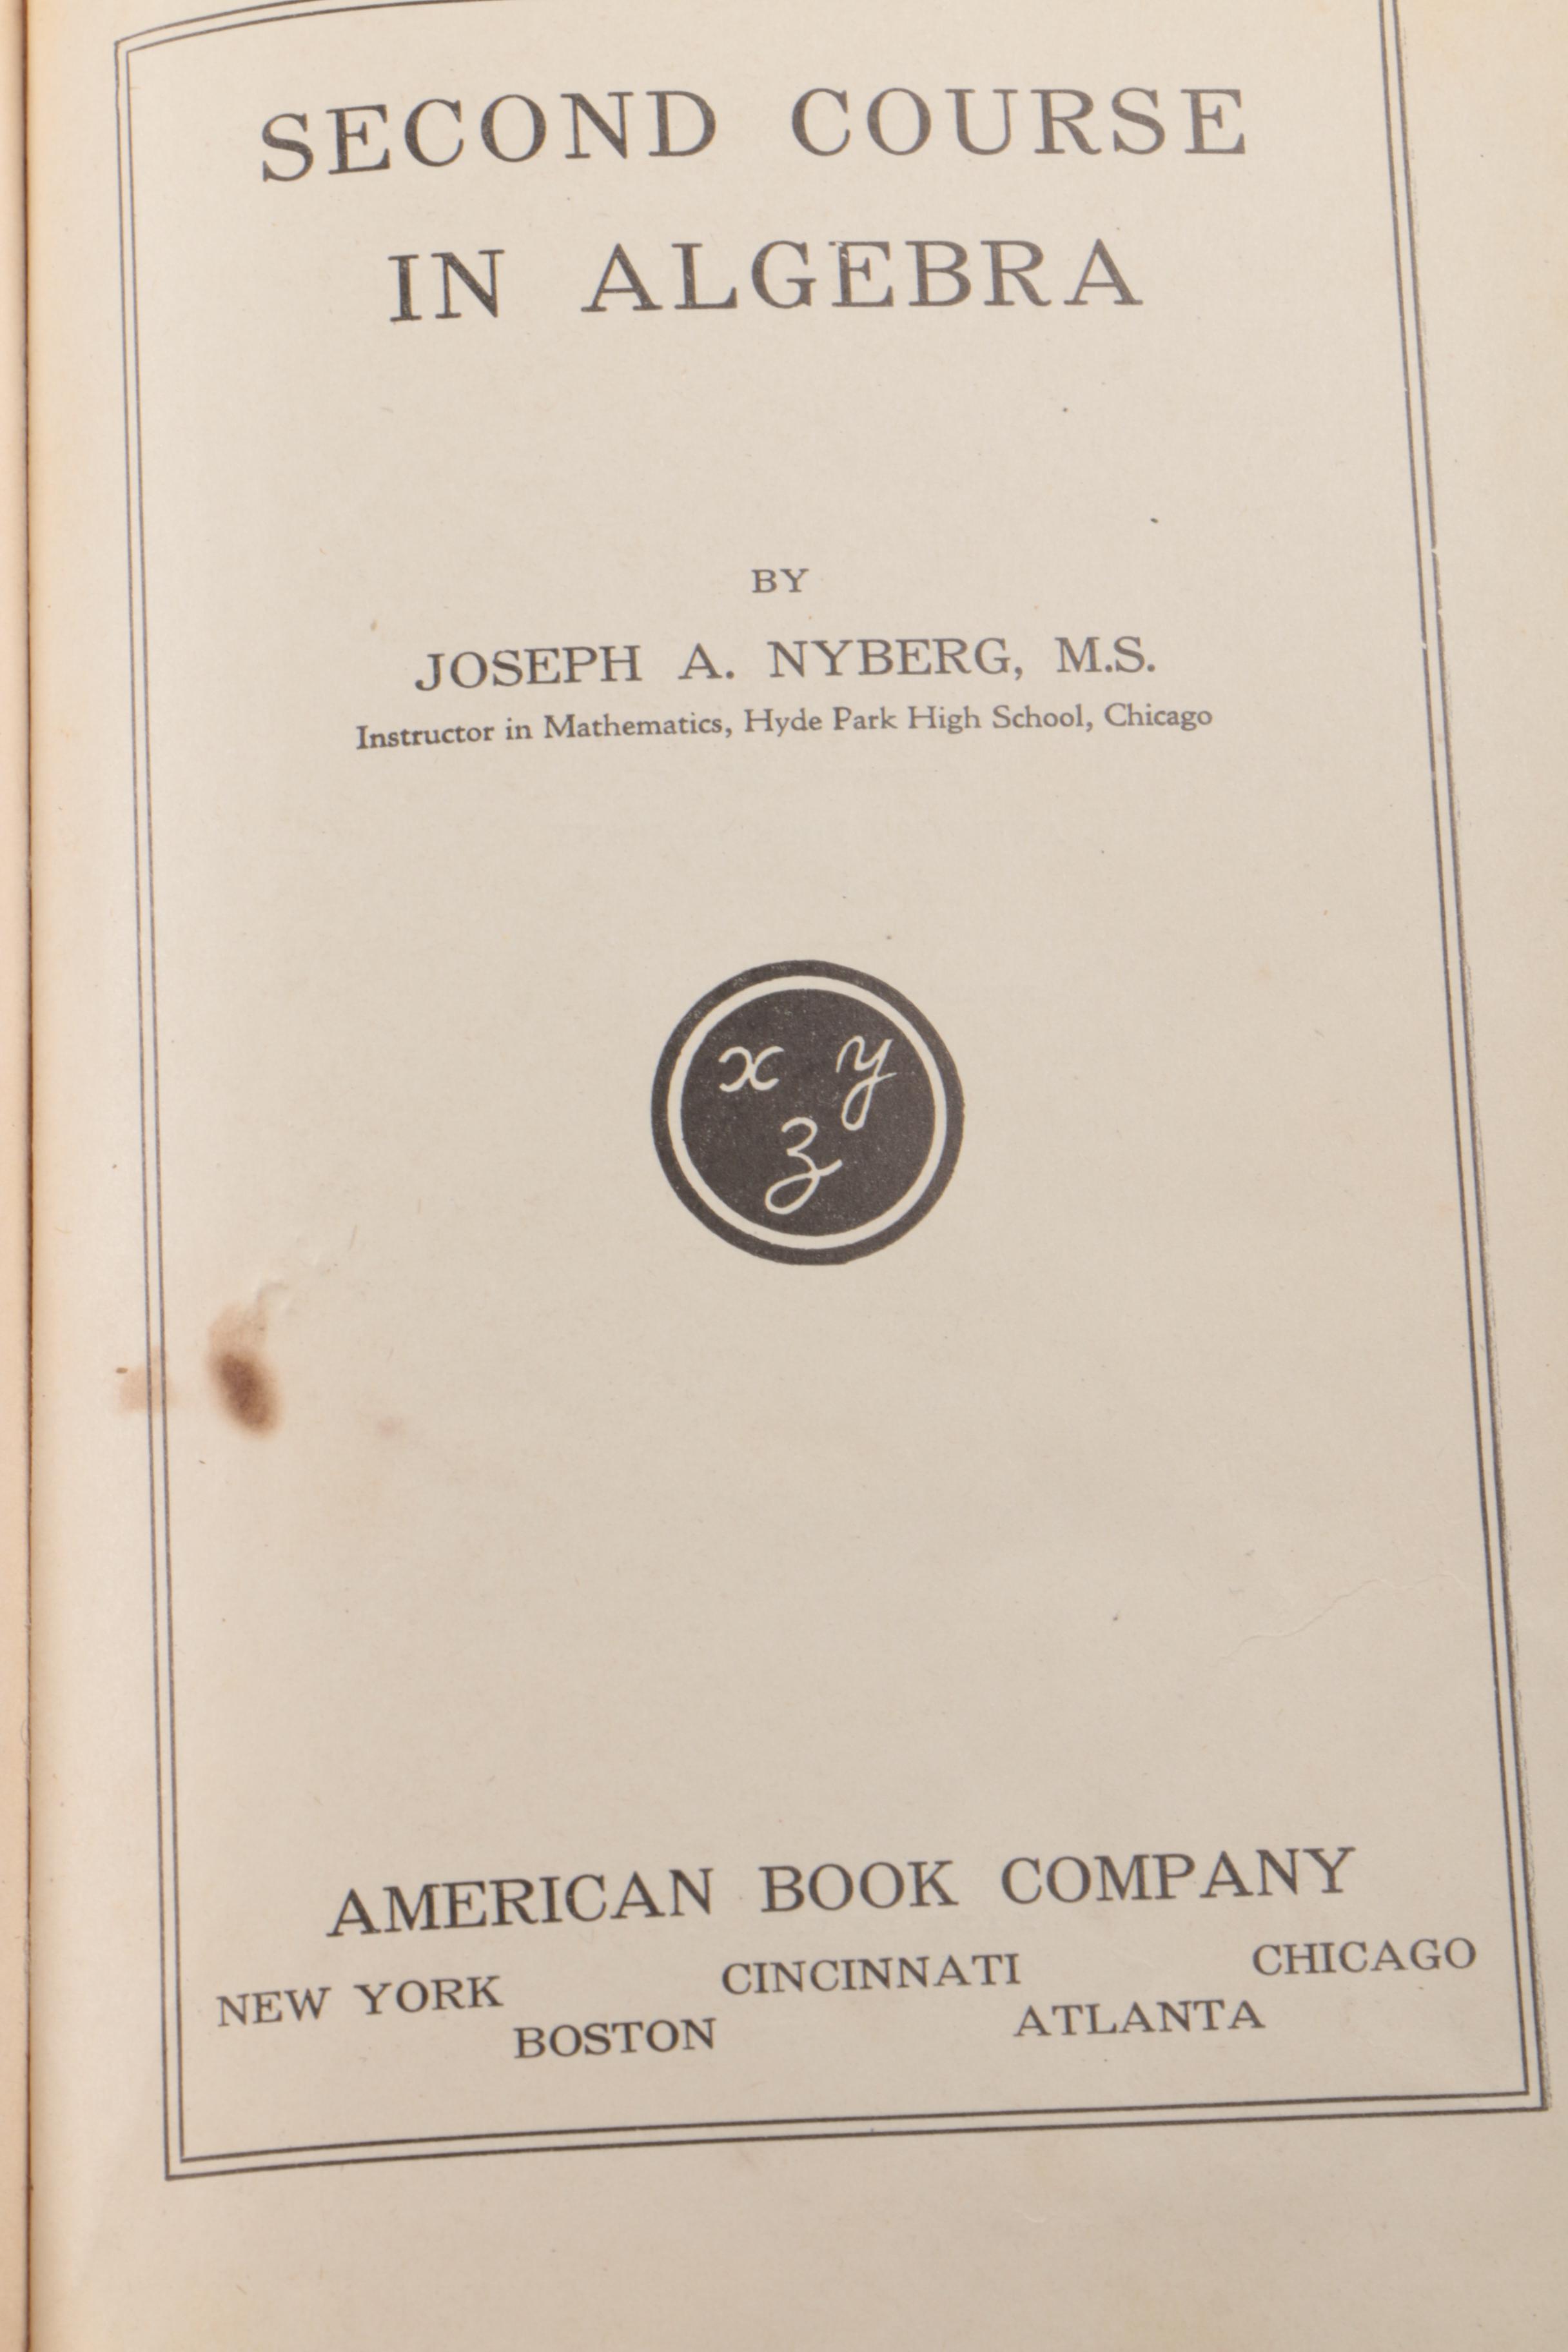 SECOND COURSE
IN ALGEBRA
BY
JOSEPH A. NYBERG, M.S.
Instructor in Mathematics, Hyde Park High School, Chicago
x y
z
AMERICAN BOOK COMPANY
NEW YORK CINCINNATI CHICAGO
BOSTON ATLANTA